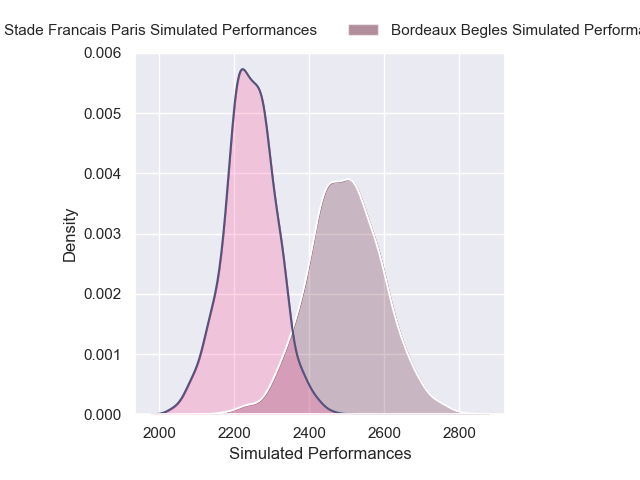 Stade Francais Paris Simulated Performances
Bordeaux Begles Simulated
0.006
0.005
0.004
0.003
0.002
0.001
0.000
Density
2000 2200 2400 2600 2800
Simulated Performances